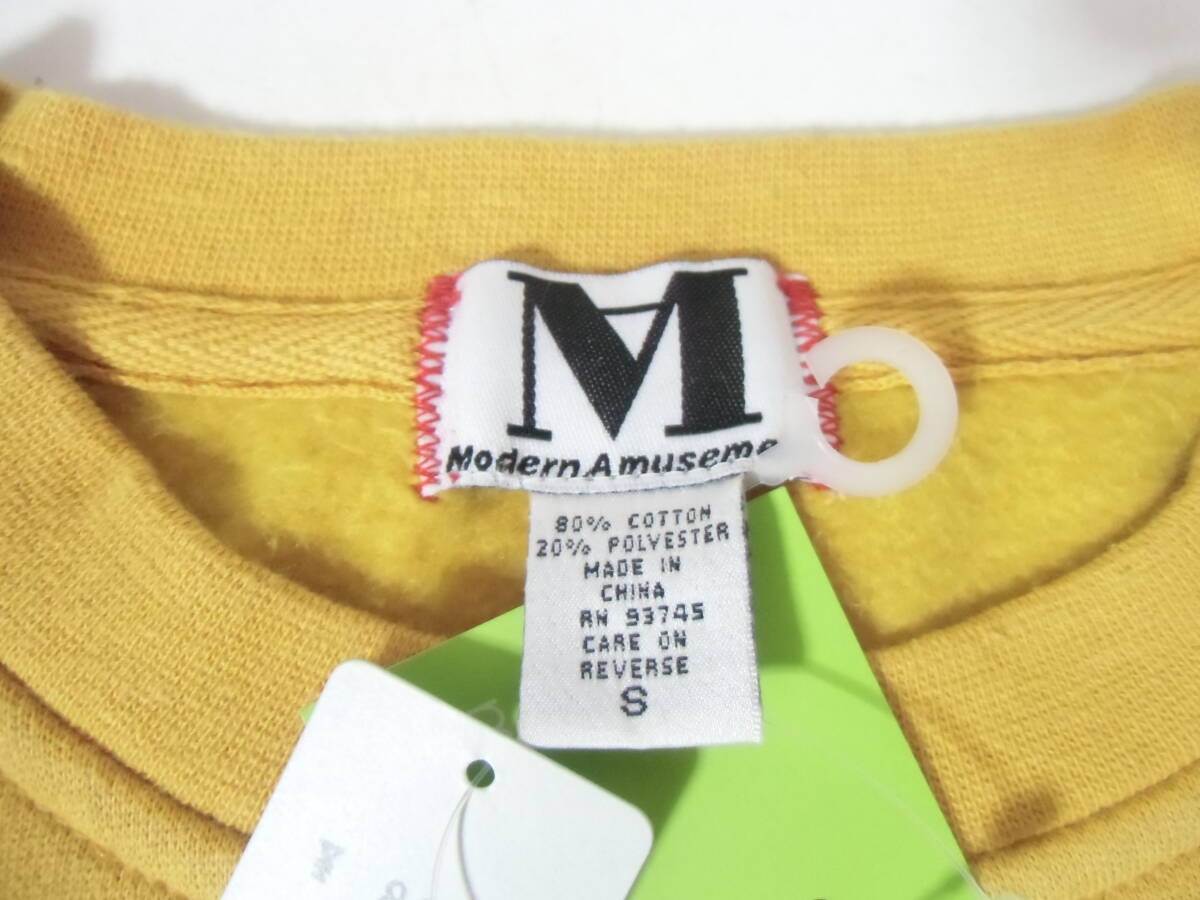 M
Modern Amuseme
80% COTTON
20% POLYESTER
MADE IN
CHINA
RN 93745
CARE ON
REVERSE
S